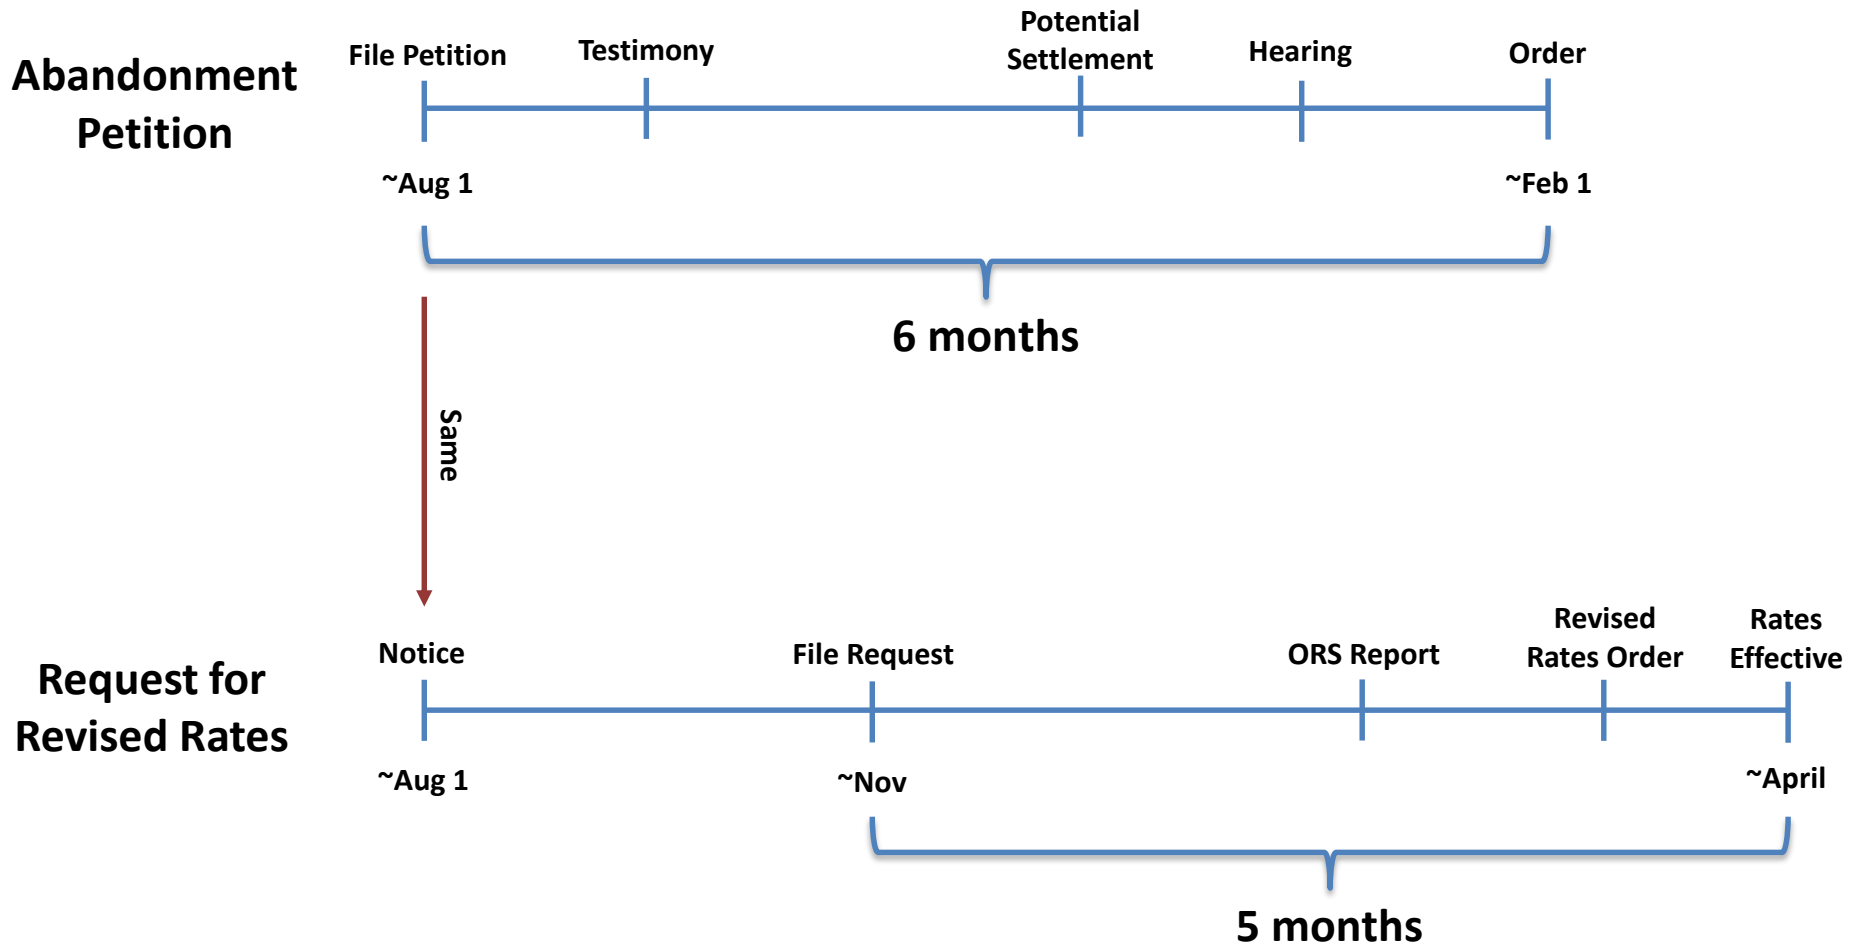 Abandonment
Petition
File Petition
Testimony
Potential
Settlement
Hearing
Order
~Aug 1
~Feb 1
6 months
Same
Request for
Revised Rates
Notice
File Request
ORS Report
Revised
Rates Order
Rates
Effective
~Aug 1
~Nov
~April
5 months